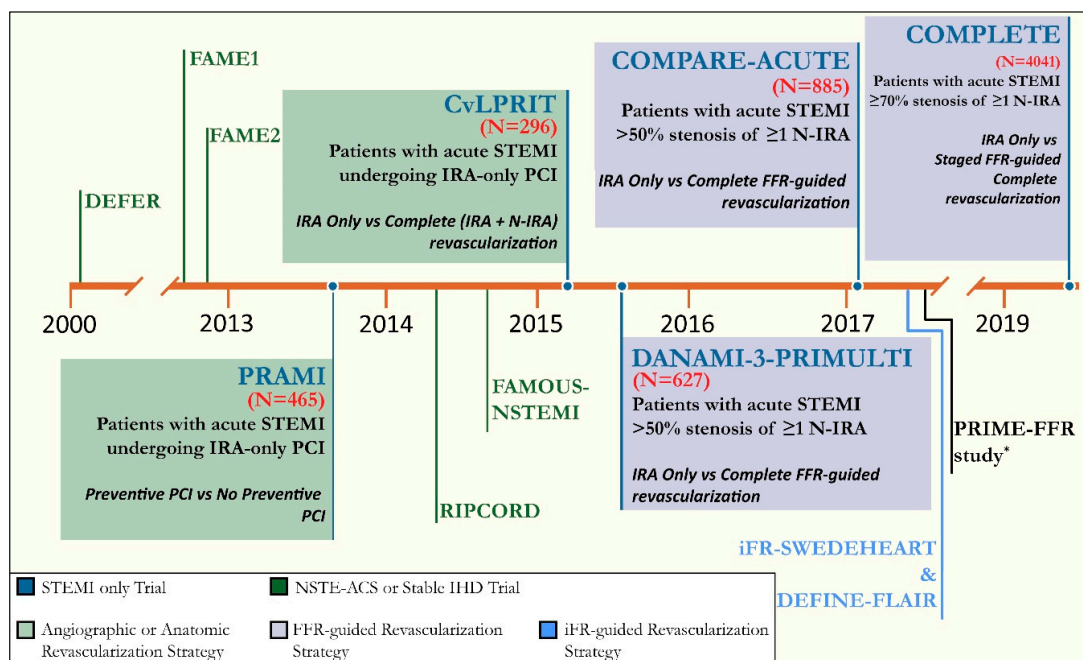 FAME1
FAME2
DEFER
CvLPRIT
(N=296)
Patients with acute STEMI
undergoing IRA-only PCI
IRA Only vs Complete (IRA + N-IRA)
revascularization
COMPARE-ACUTE
(N=885)
Patients with acute STEMI
>50% stenosis of ≥1 N-IRA
IRA Only vs Complete FFR-guided
revascularization
COMPLETE
(N=4041)
Patients with acute STEMI
≥70% stenosis of ≥1 N-IRA
IRA Only vs
Staged FFR-guided
Complete
revascularization
2000
2013
2014
2015
2016
2017
2019
PRAMI
(N=465)
Patients with acute STEMI
undergoing IRA-only PCI
Preventive PCI vs No Preventive
PCI
FAMOUS-
NSTEMI
RIPCORD
DANAMI-3-PRIMULTI
(N=627)
Patients with acute STEMI
>50% stenosis of ≥1 N-IRA
IRA Only vs Complete FFR-guided
revascularization
PRIME-FFR
study*
iFR-SWEDEHEART
&
DEFINE-FLAIR
STEMI only Trial
NSTE-ACS or Stable IHD Trial
Angiographic or Anatomic
Revascularization Strategy
FFR-guided Revascularization
Strategy
iFR-guided Revascularization
Strategy